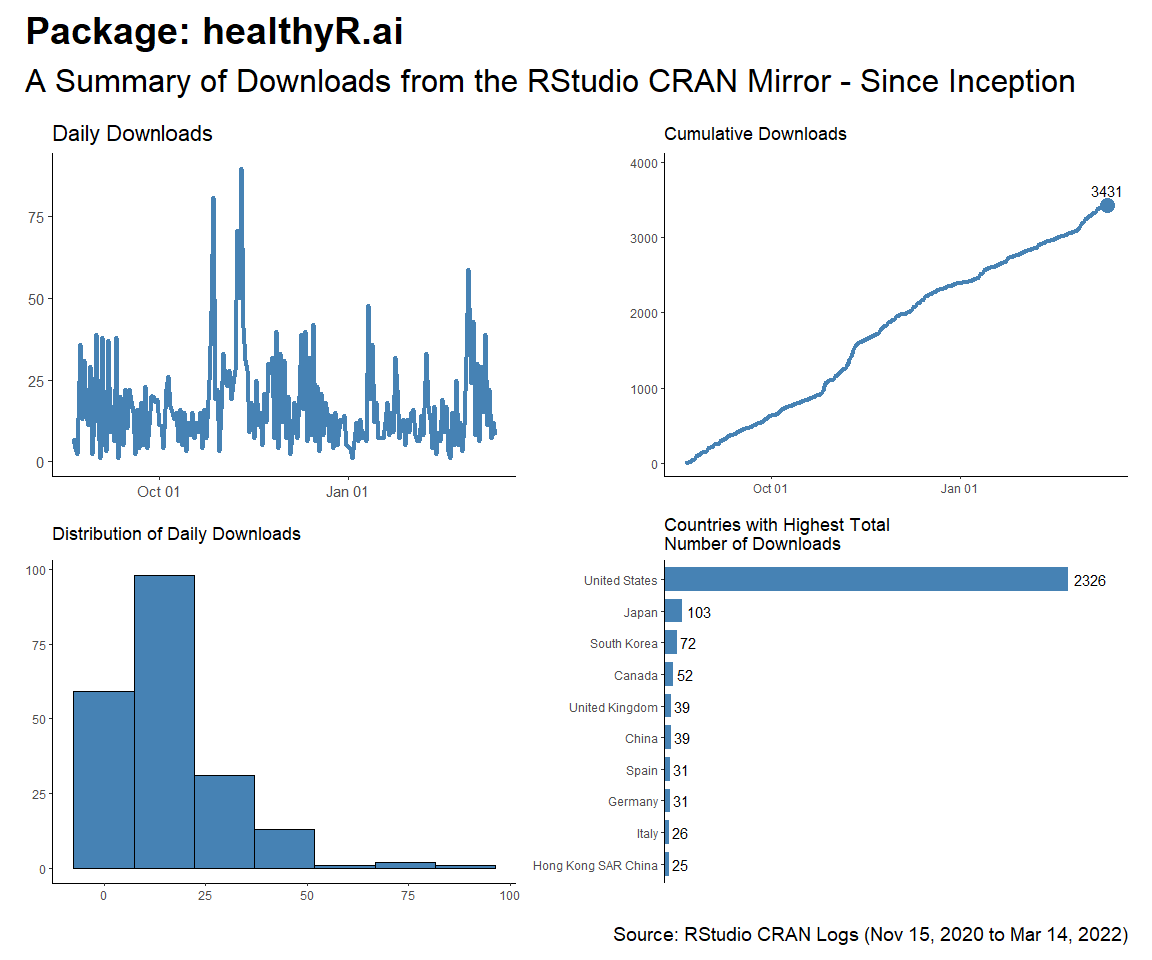 Package: healthyR.ai
A Summary of Downloads from the RStudio CRAN Mirror - Since Inception
Daily Downloads
75
50
25
0
Oct 01
Jan 01
Cumulative Downloads
4000
3000
2000
1000
0
3431
Oct 01
Jan 01
Distribution of Daily Downloads
100
75
50
25
0
0
25
50
75
100
Countries with Highest Total
Number of Downloads
United States 2326
Japan 103
South Korea 72
Canada 52
United Kingdom 39
China 39
Spain 31
Germany 31
Italy 26
Hong Kong SAR China 25
Source: RStudio CRAN Logs (Nov 15, 2020 to Mar 14, 2022)